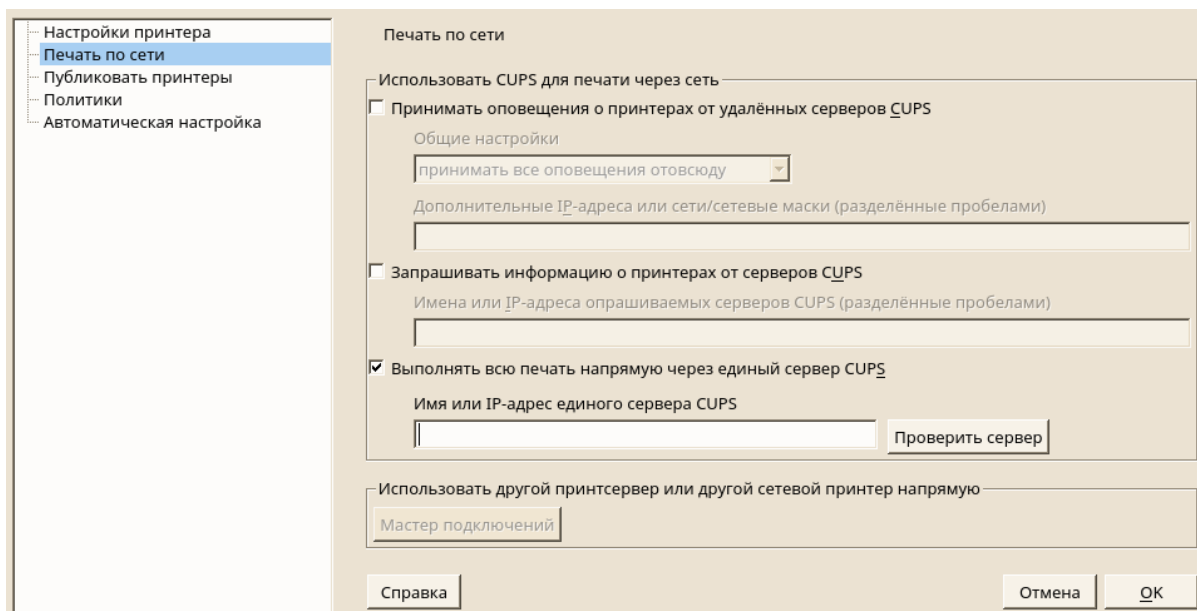 Настройки принтера
Печать по сети
Публиковать принтеры
Политики
Автоматическая настройка
Печать по сети
Использовать CUPS для печати через сеть
Принимать оповещения о принтерах от удалённых серверов CUPS
Общие настройки
принимать все оповещения отовсюду
Дополнительные IP-адреса или сети/сетевые маски (разделённые пробелами)
Запрашивать информацию о принтерах от серверов CUPS
Имена или IP-адреса опрашиваемых серверов CUPS (разделённые пробелами)
Выполнять всю печать напрямую через единый сервер CUPS
Имя или IP-адрес единого сервера CUPS
Проверить сервер
Использовать другой принтсервер или другой сетевой принтер напрямую
Мастер подключений
Справка
Отмена
OK